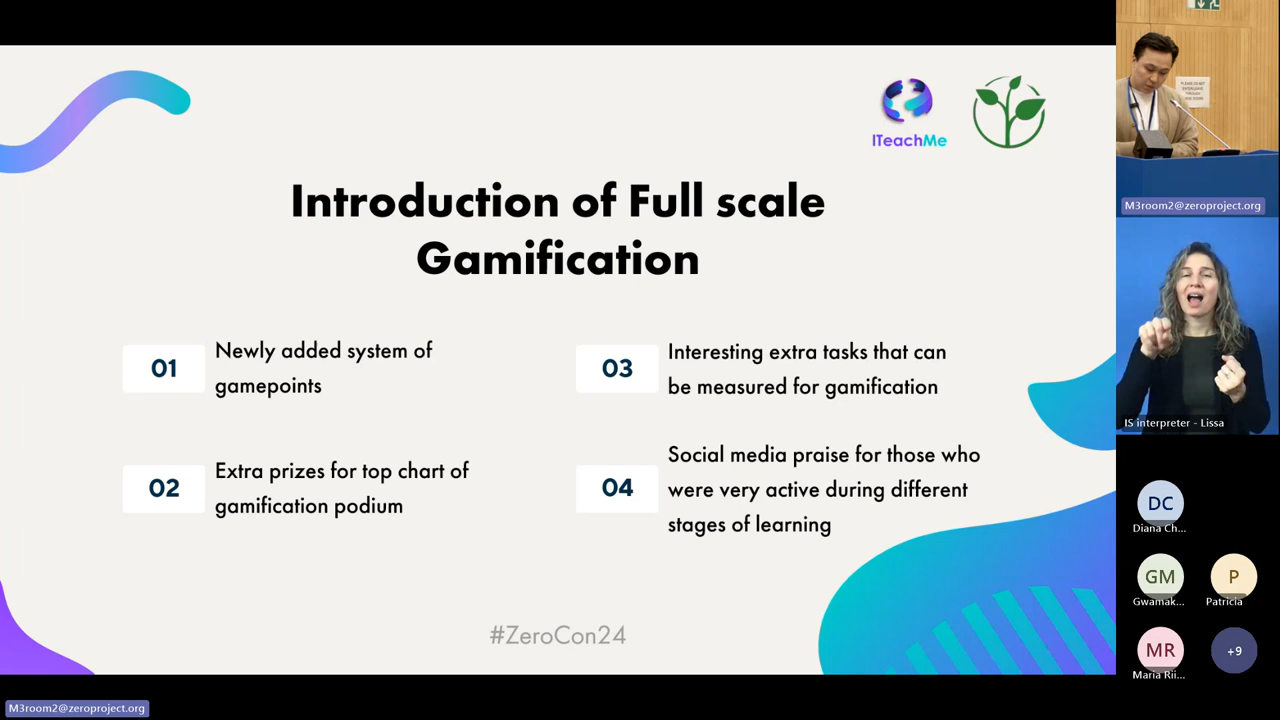 ITeachMe
Introduction of Full scale
Gamification
01
Newly added system of
gamepoints
02
Extra prizes for top chart of
gamification podium
03
Interesting extra tasks that can
be measured for gamification
04
Social media praise for those who
were very active during different
stages of learning
#ZeroCon24
M3room2@zeroproject.org
PLEASE DO NOT
M3room2@zeroproject.org
IS interpreter - Lissa
DC
Diana Ch...
GM
Gwamak...
P
Patricia
MR
Maria Rii...
+9